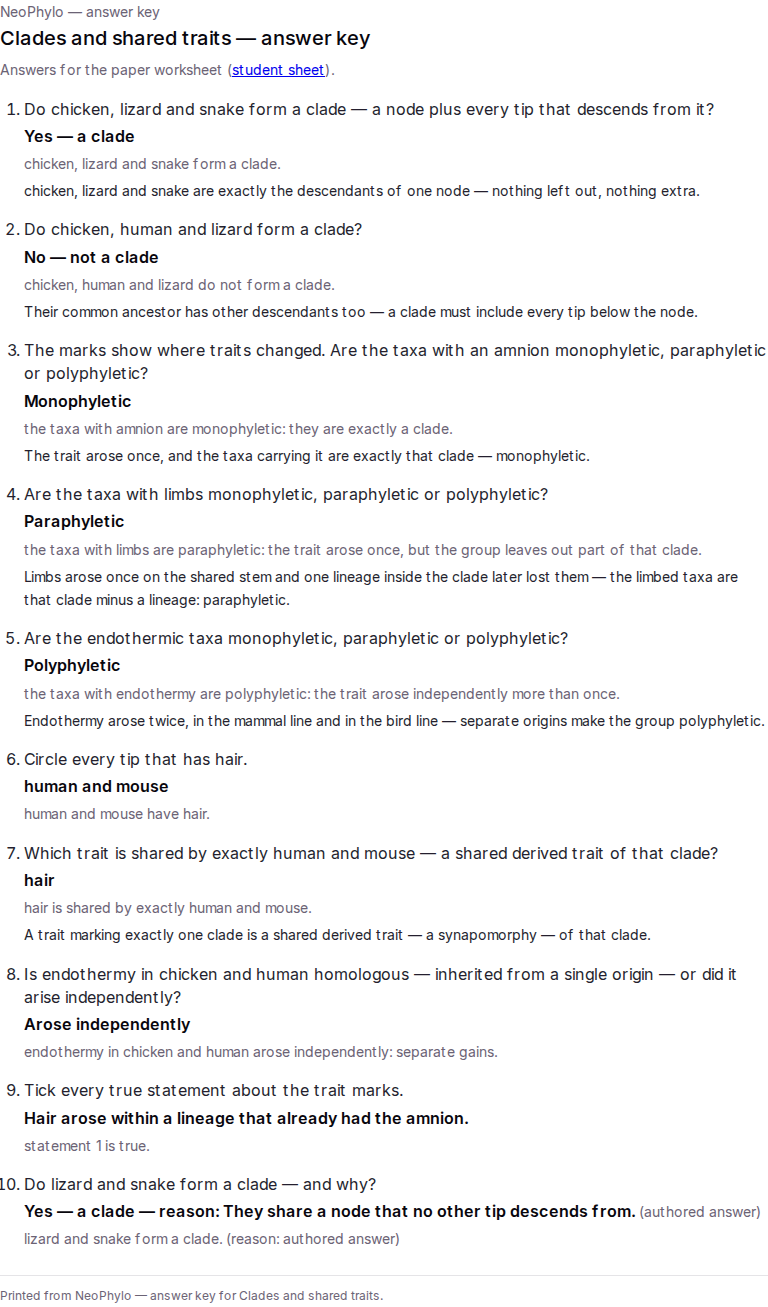 NeoPhylo — answer key
Clades and shared traits — answer key
Answers for the paper worksheet (student sheet).
1. Do chicken, lizard and snake form a clade — a node plus every tip that descends from it?
Yes — a clade
chicken, lizard and snake form a clade.
chicken, lizard and snake are exactly the descendants of one node — nothing left out, nothing extra.
2. Do chicken, human and lizard form a clade?
No — not a clade
chicken, human and lizard do not form a clade.
Their common ancestor has other descendants too — a clade must include every tip below the node.
3. The marks show where traits changed. Are the taxa with an amnion monophyletic, paraphyletic
or polyphyletic?
Monophyletic
the taxa with amnion are monophyletic: they are exactly a clade.
The trait arose once, and the taxa carrying it are exactly that clade — monophyletic.
4. Are the taxa with limbs monophyletic, paraphyletic or polyphyletic?
Paraphyletic
the taxa with limbs are paraphyletic: the trait arose once, but the group leaves out part of that clade.
Limbs arose once on the shared stem and one lineage inside the clade later lost them — the limbed taxa are
that clade minus a lineage: paraphyletic.
5. Are the endothermic taxa monophyletic, paraphyletic or polyphyletic?
Polyphyletic
the taxa with endothermy are polyphyletic: the trait arose independently more than once.
Endothermy arose twice, in the mammal line and in the bird line — separate origins make the group polyphyletic.
6. Circle every tip that has hair.
human and mouse
human and mouse have hair.
7. Which trait is shared by exactly human and mouse — a shared derived trait of that clade?
hair
hair is shared by exactly human and mouse.
A trait marking exactly one clade is a shared derived trait — a synapomorphy — of that clade.
8. Is endothermy in chicken and human homologous — inherited from a single origin — or did it
arise independently?
Arose independently
endothermy in chicken and human arose independently: separate gains.
9. Tick every true statement about the trait marks.
Hair arose within a lineage that already had the amnion.
statement 1 is true.
10. Do lizard and snake form a clade — and why?
Yes — a clade — reason: They share a node that no other tip descends from. (authored answer)
lizard and snake form a clade. (reason: authored answer)
Printed from NeoPhylo — answer key for Clades and shared traits.